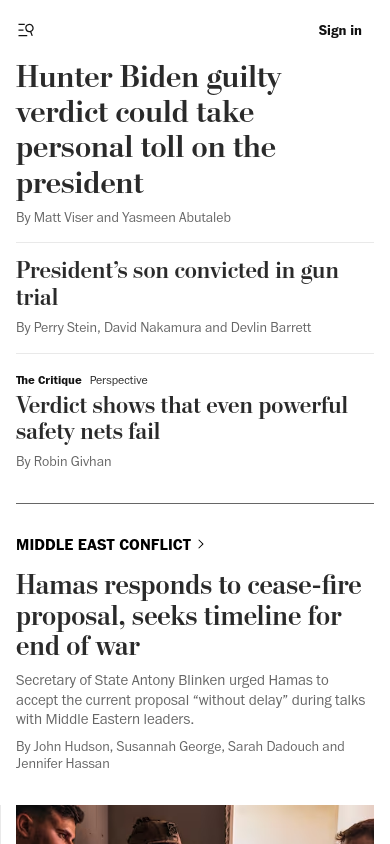 Sign in
Hunter Biden guilty
verdict could take
personal toll on the
president
By Matt Viser and Yasmeen Abutaleb
President’s son convicted in gun
trial
By Perry Stein, David Nakamura and Devlin Barrett
The Critique Perspective
Verdict shows that even powerful
safety nets fail
By Robin Givhan
MIDDLE EAST CONFLICT
Hamas responds to cease-fire
proposal, seeks timeline for
end of war
Secretary of State Antony Blinken urged Hamas to
accept the current proposal “without delay” during talks
with Middle Eastern leaders.
By John Hudson, Susannah George, Sarah Dadouch and
Jennifer Hassan